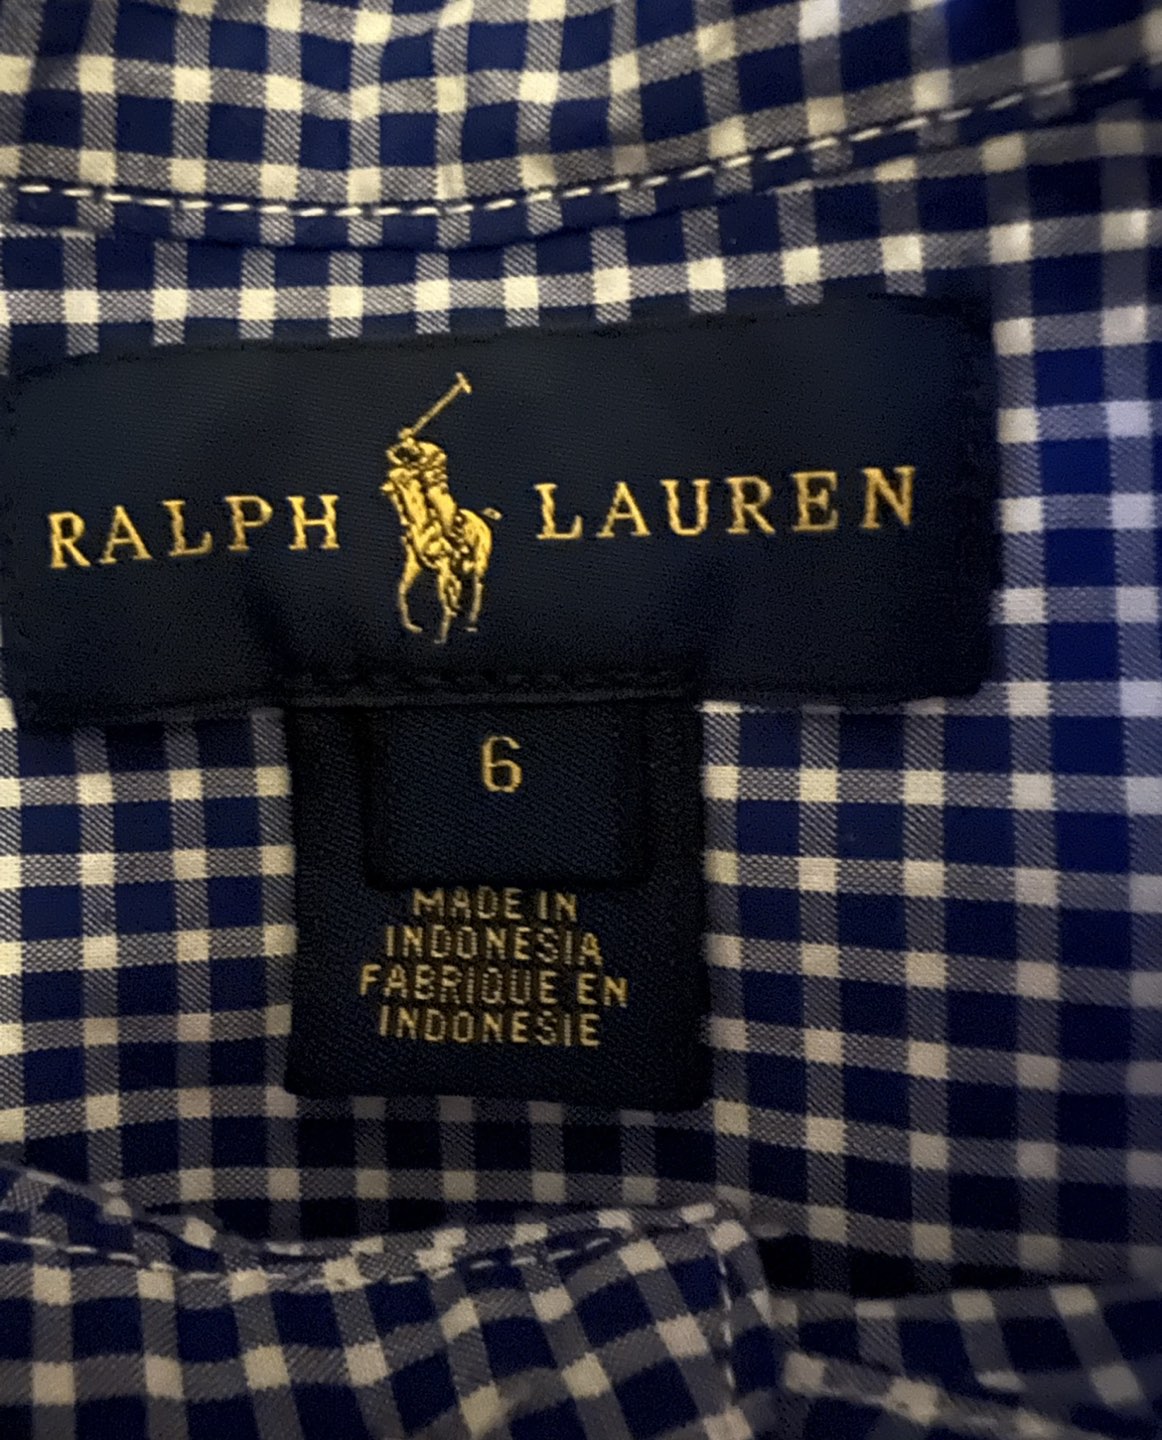 RALPH LAUREN
6
MADE IN
INDONESIA
FABRIQUE EN
INDONESIE